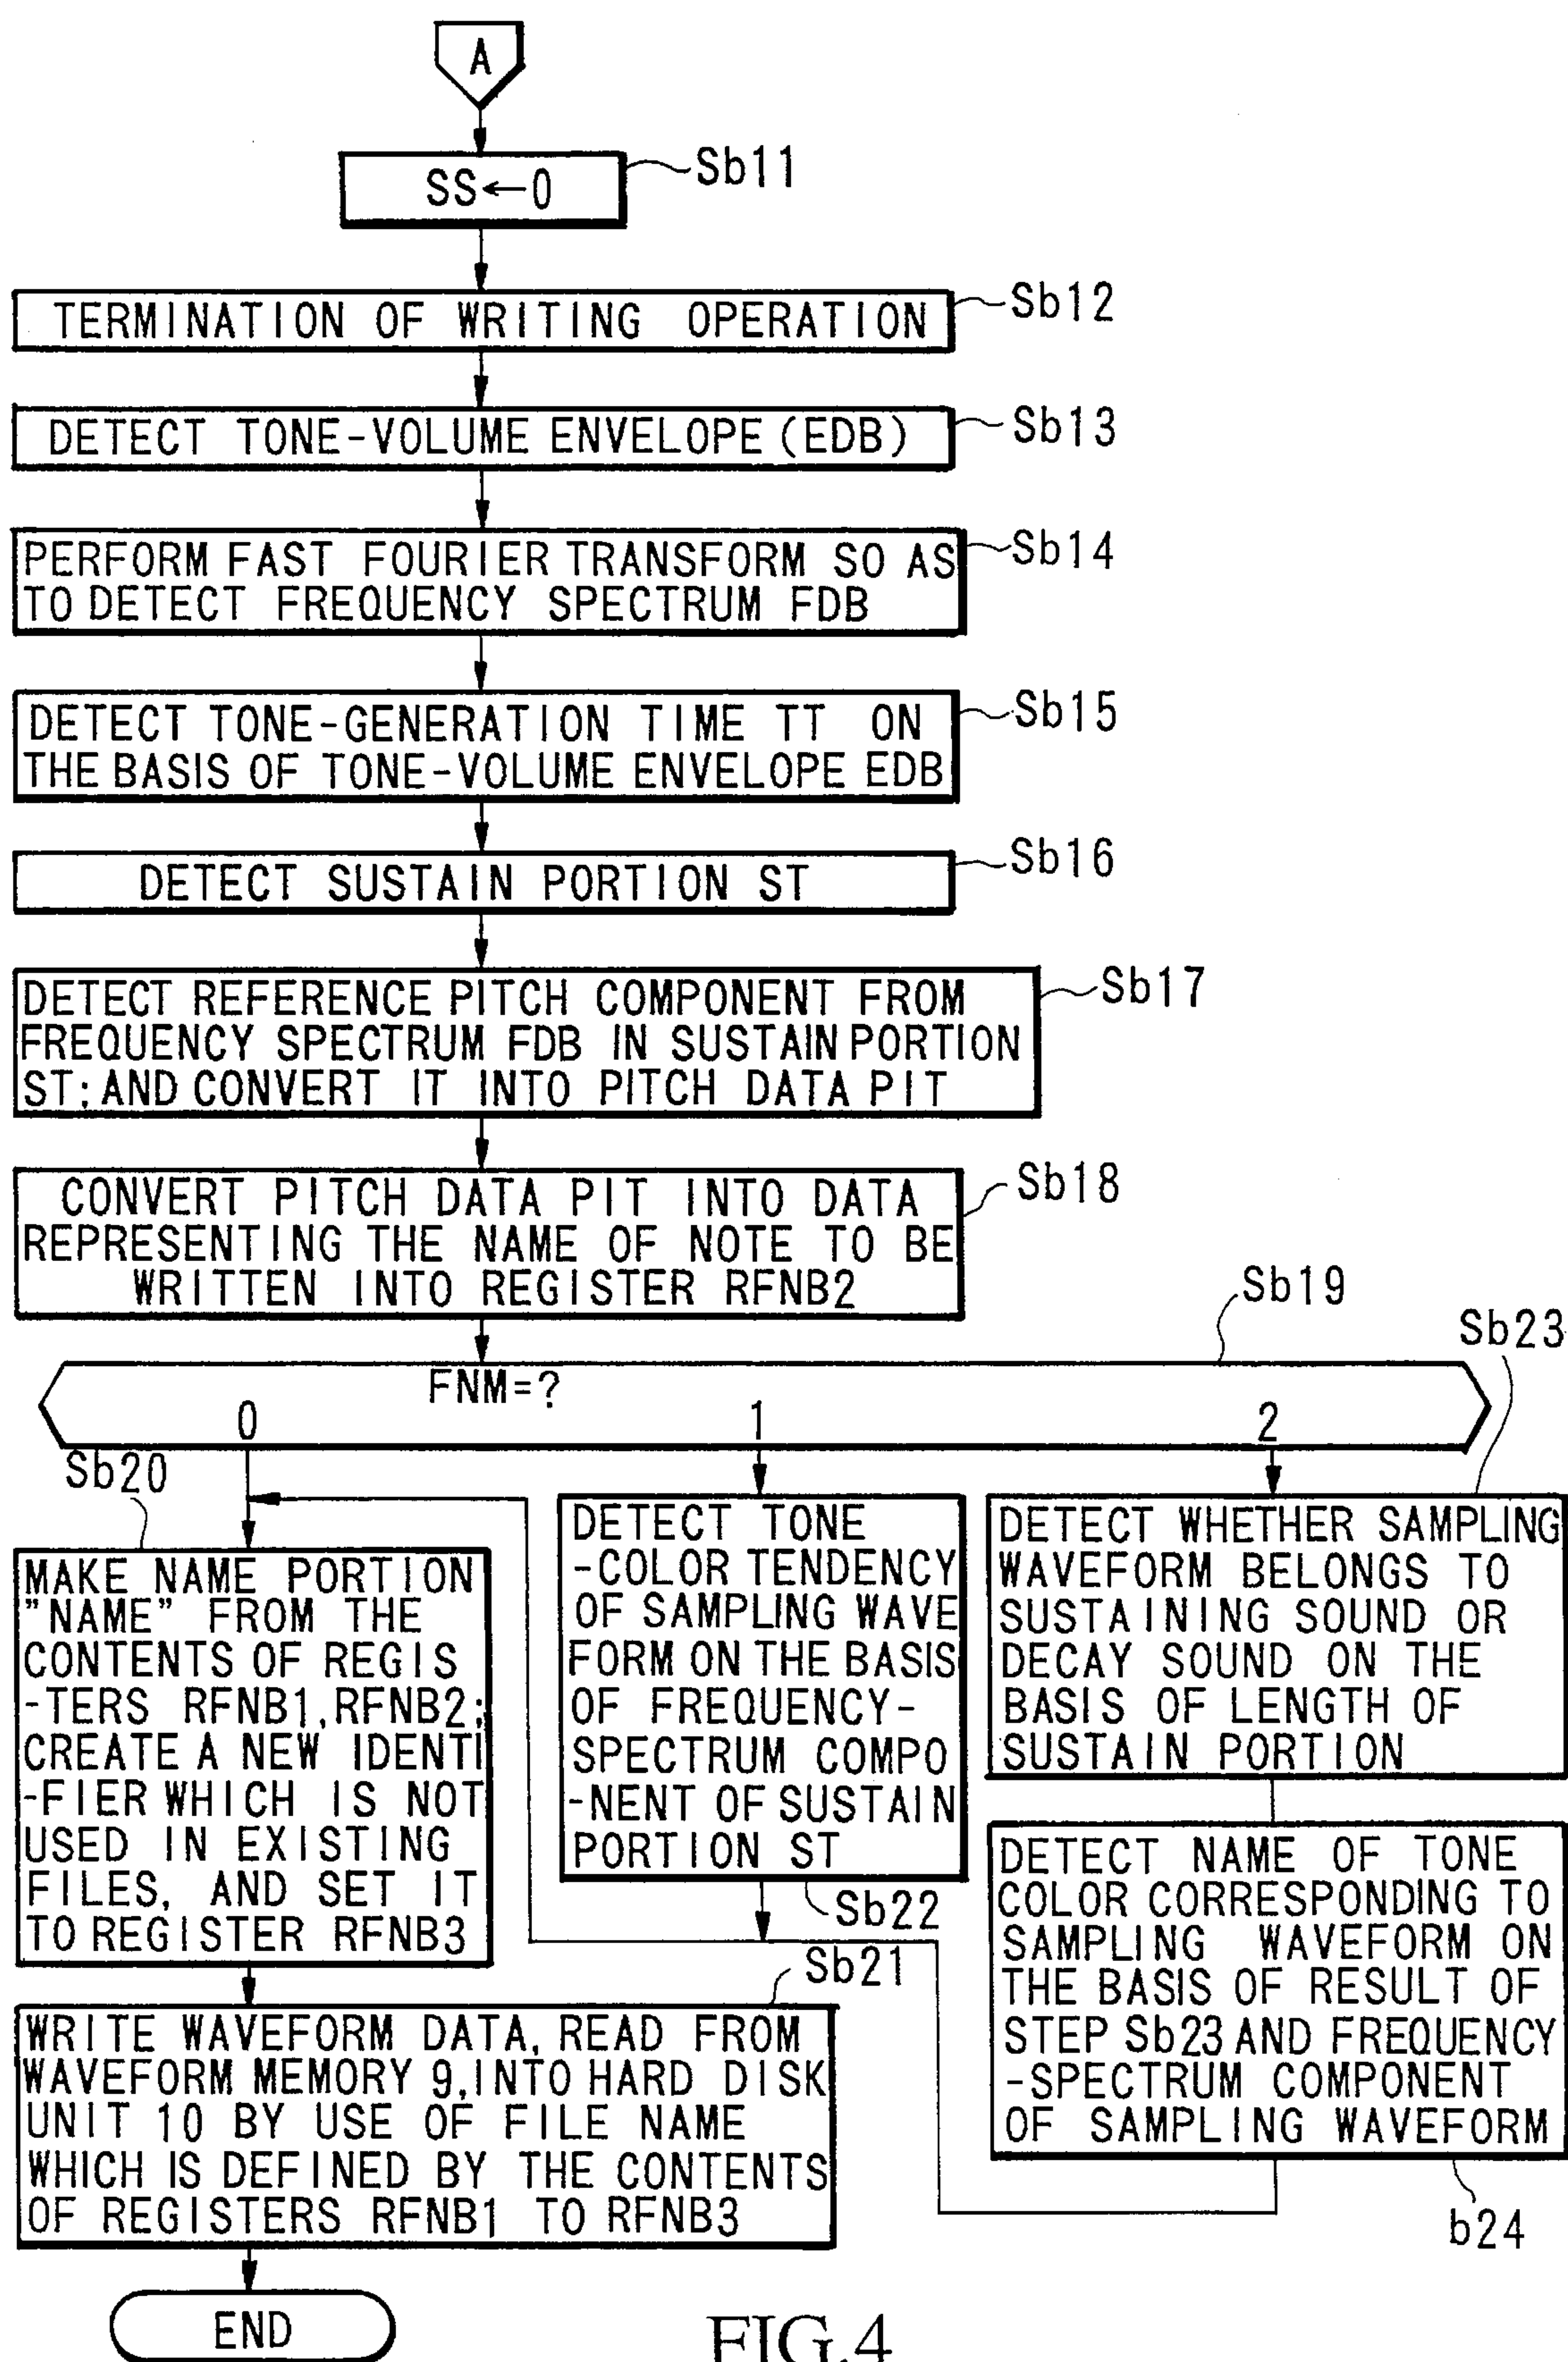 A
SS←0
Sb11
TERMINATION OF WRITING OPERATION
Sb12
DETECT TONE-VOLUME ENVELOPE (EDB)
Sb13
PERFORM FAST FOURIER TRANSFORM SO AS
TO DETECT FREQUENCY SPECTRUM FDB
Sb14
DETECT TONE-GENERATION TIME TT ON
THE BASIS OF TONE-VOLUME ENVELOPE EDB
Sb15
DETECT SUSTAIN PORTION ST
Sb16
DETECT REFERENCE PITCH COMPONENT FROM
FREQUENCY SPECTRUM FDB IN SUSTAIN PORTION
ST; AND CONVERT IT INTO PITCH DATA PIT
Sb17
CONVERT PITCH DATA PIT INTO DATA
REPRESENTING THE NAME OF NOTE TO BE
WRITTEN INTO REGISTER RFNB2
Sb18
Sb19
FNM=?
0
1
2
Sb20
MAKE NAME PORTION
"NAME" FROM THE
CONTENTS OF REGIS
-TERS RFNB1,RFNB2;
CREATE A NEW IDENTI
-FIER WHICH IS NOT
USED IN EXISTING
FILES, AND SET IT
TO REGISTER RFNB3
DETECT TONE
-COLOR TENDENCY
OF SAMPLING WAVE
FORM ON THE BASIS
OF FREQUENCY-
SPECTRUM COMPO
-NENT OF SUSTAIN
PORTION ST
Sb22
Sb23
DETECT WHETHER SAMPLING
WAVEFORM BELONGS TO
SUSTAINING SOUND OR
DECAY SOUND ON THE
BASIS OF LENGTH OF
SUSTAIN PORTION
DETECT NAME OF TONE
COLOR CORRESPONDING TO
SAMPLING WAVEFORM ON
THE BASIS OF RESULT OF
STEP Sb23 AND FREQUENCY
-SPECTRUM COMPONENT
OF SAMPLING WAVEFORM
b24
Sb21
WRITE WAVEFORM DATA, READ FROM
WAVEFORM MEMORY 9, INTO HARD DISK
UNIT 10 BY USE OF FILE NAME
WHICH IS DEFINED BY THE CONTENTS
OF REGISTERS RFNB1 TO RFNB3
END
FIG.4